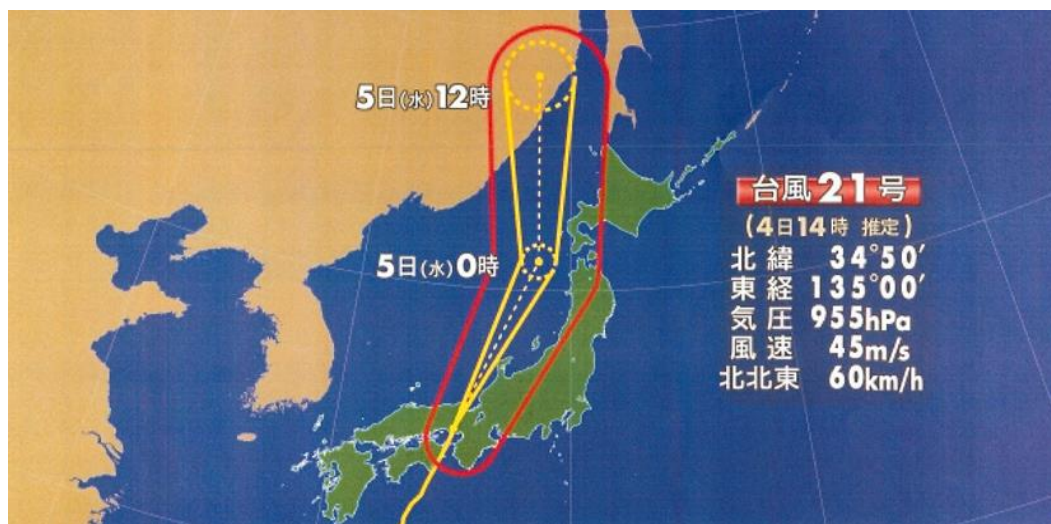 5日(水)12時
5日(水)0時
台風21号
(4日14時 推定)
北緯 34°50′
東経 135°00′
気圧 955hPa
風速 45m/s
北北東 60km/h